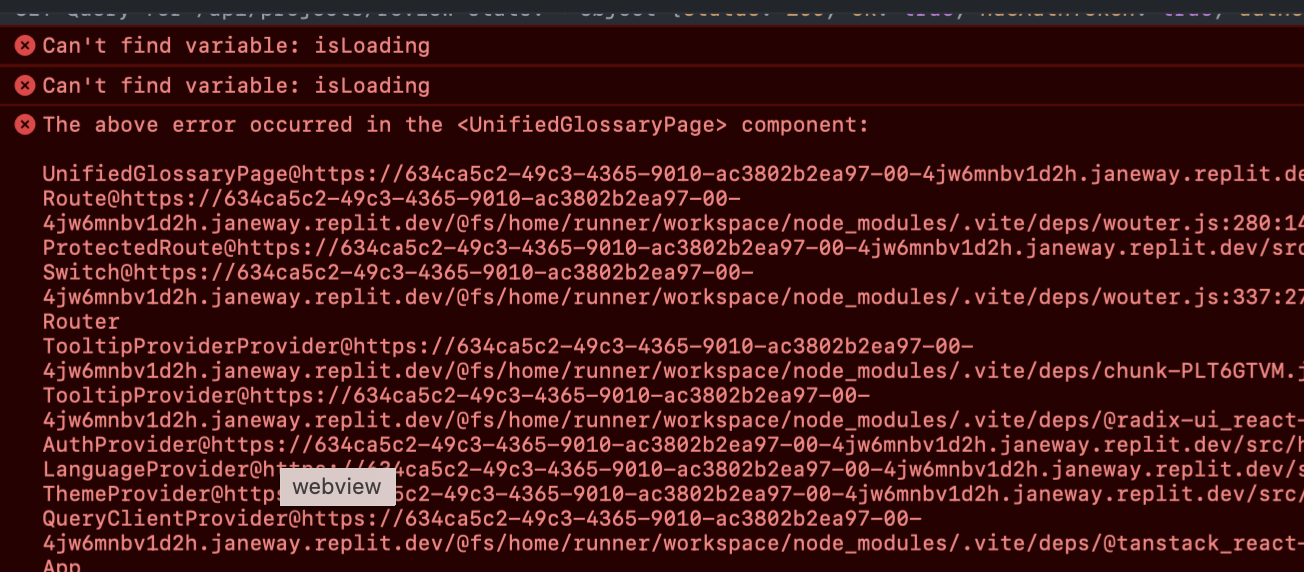 Can't find variable: isLoading
Can't find variable: isLoading
The above error occurred in the <UnifiedGlossaryPage> component:
UnifiedGlossaryPage@https://634ca5c2-49c3-4365-9010-ac3802b2ea97-00-4jw6mnbv1d2h.janeway.replit.de
Route@https://634ca5c2-49c3-4365-9010-ac3802b2ea97-00-
4jw6mnbv1d2h.janeway.replit.dev/@fs/home/runner/workspace/node_modules/.vite/deps/wouter.js:280:14
ProtectedRoute@https://634ca5c2-49c3-4365-9010-ac3802b2ea97-00-4jw6mnbv1d2h.janeway.replit.dev/src
Switch@https://634ca5c2-49c3-4365-9010-ac3802b2ea97-00-
4jw6mnbv1d2h.janeway.replit.dev/@fs/home/runner/workspace/node_modules/.vite/deps/wouter.js:337:27
Router
TooltipProviderProvider@https://634ca5c2-49c3-4365-9010-ac3802b2ea97-00-
4jw6mnbv1d2h.janeway.replit.dev/@fs/home/runner/workspace/node_modules/.vite/deps/chunk-PLT6GTVM.j
TooltipProvider@https://634ca5c2-49c3-4365-9010-ac3802b2ea97-00-
4jw6mnbv1d2h.janeway.replit.dev/@fs/home/runner/workspace/node_modules/.vite/deps/@radix-ui_react-
AuthProvider@https://634ca5c2-49c3-4365-9010-ac3802b2ea97-00-4jw6mnbv1d2h.janeway.replit.dev/src/h
LanguageProvider@https://634ca5c2-49c3-4365-9010-ac3802b2ea97-00-4jw6mnbv1d2h.janeway.replit.dev/s
ThemeProvider@http 5c2-49c3-4365-9010-ac3802b2ea97-00-4jw6mnbv1d2h.janeway.replit.dev/src/
webview
QueryClientProvider@https://634ca5c2-49c3-4365-9010-ac3802b2ea97-00-
4jw6mnbv1d2h.janeway.replit.dev/@fs/home/runner/workspace/node_modules/.vite/deps/@tanstack_react-
App